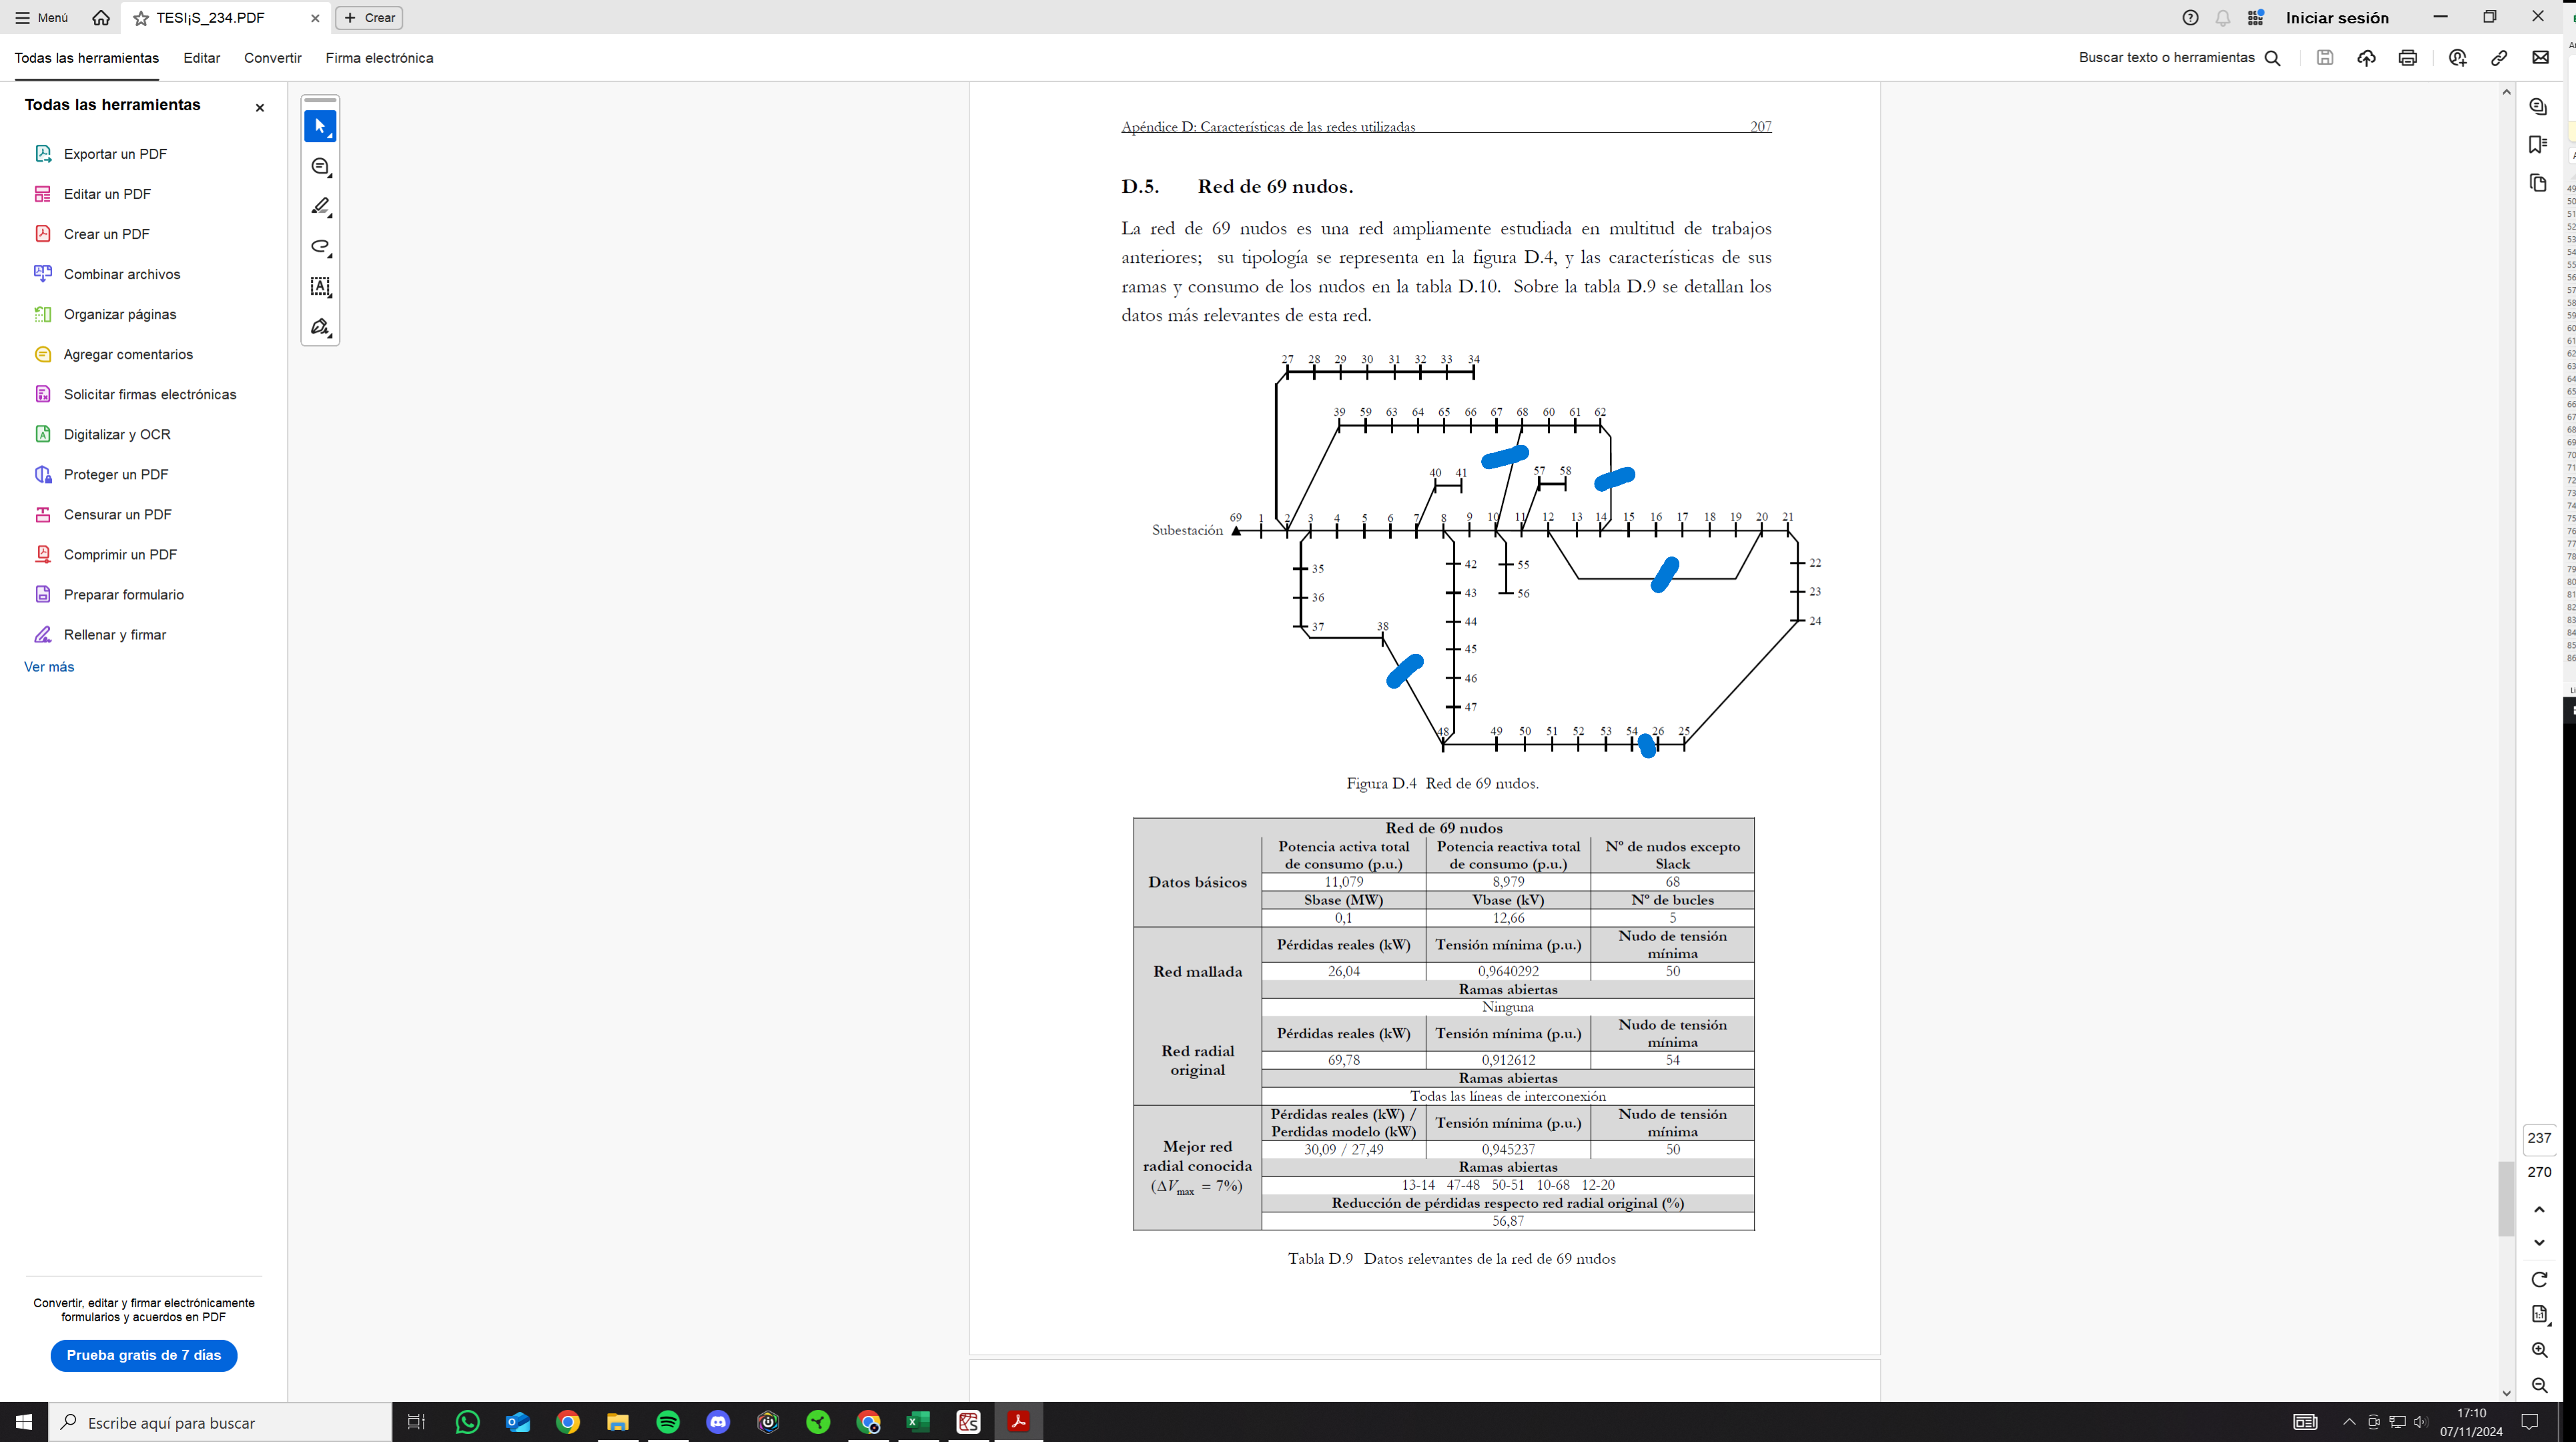 Menú
TESI¡S_234.PDF
Crear
Iniciar sesión
Todas las herramientas
Editar
Convertir
Firma electrónica
Buscar texto o herramientas
Todas las herramientas
Exportar un PDF
Editar un PDF
Crear un PDF
Combinar archivos
Organizar páginas
Agregar comentarios
Solicitar firmas electrónicas
Digitalizar y OCR
Proteger un PDF
Censurar un PDF
Comprimir un PDF
Preparar formulario
Rellenar y firmar
Ver más
Convertir, editar y firmar electrónicamente
formularios y acuerdos en PDF
Prueba gratis de 7 días
Apéndice D: Características de las redes utilizadas 207
D.5. Red de 69 nudos.
La red de 69 nudos es una red ampliamente estudiada en multitud de trabajos
anteriores; su tipología se representa en la figura D.4, y las características de sus
ramas y consumo de los nudos en la tabla D.10. Sobre la tabla D.9 se detallan los
datos más relevantes de esta red.
27 28 29 30 31 32 33 34
39 59 63 64 65 66 67 68 60 61 62
40 41 57 58
Subestación 69 1 2 3 4 5 6 7 8 9 10 11 12 13 14 15 16 17 18 19 20 21
35 42 55 22
36 43 56 23
37 38 44 24
45
46
47
48 49 50 51 52 53 54 26 25
Figura D.4 Red de 69 nudos.
Red de 69 nudos
Datos básicos
Potencia activa total de consumo (p.u.) Potencia reactiva total de consumo (p.u.) Nº de nudos excepto Slack
11,079 8,979 68
Sbase (MW) Vbase (kV) Nº de bucles
0,1 12,66 5
Red mallada
Pérdidas reales (kW) Tensión mínima (p.u.) Nudo de tensión mínima
26,04 0,9640292 50
Ramas abiertas
Ninguna
Red radial original
Pérdidas reales (kW) Tensión mínima (p.u.) Nudo de tensión mínima
69,78 0,912612 54
Ramas abiertas
Todas las líneas de interconexión
Mejor red radial conocida (ΔVmax = 7%)
Pérdidas reales (kW) / Perdidas modelo (kW) Tensión mínima (p.u.) Nudo de tensión mínima
30,09 / 27,49 0,945237 50
Ramas abiertas
13-14 47-48 50-51 10-68 12-20
Reducción de pérdidas respecto red radial original (%)
56,87
Tabla D.9 Datos relevantes de la red de 69 nudos
237
270
Escribe aquí para buscar
17:10
07/11/2024